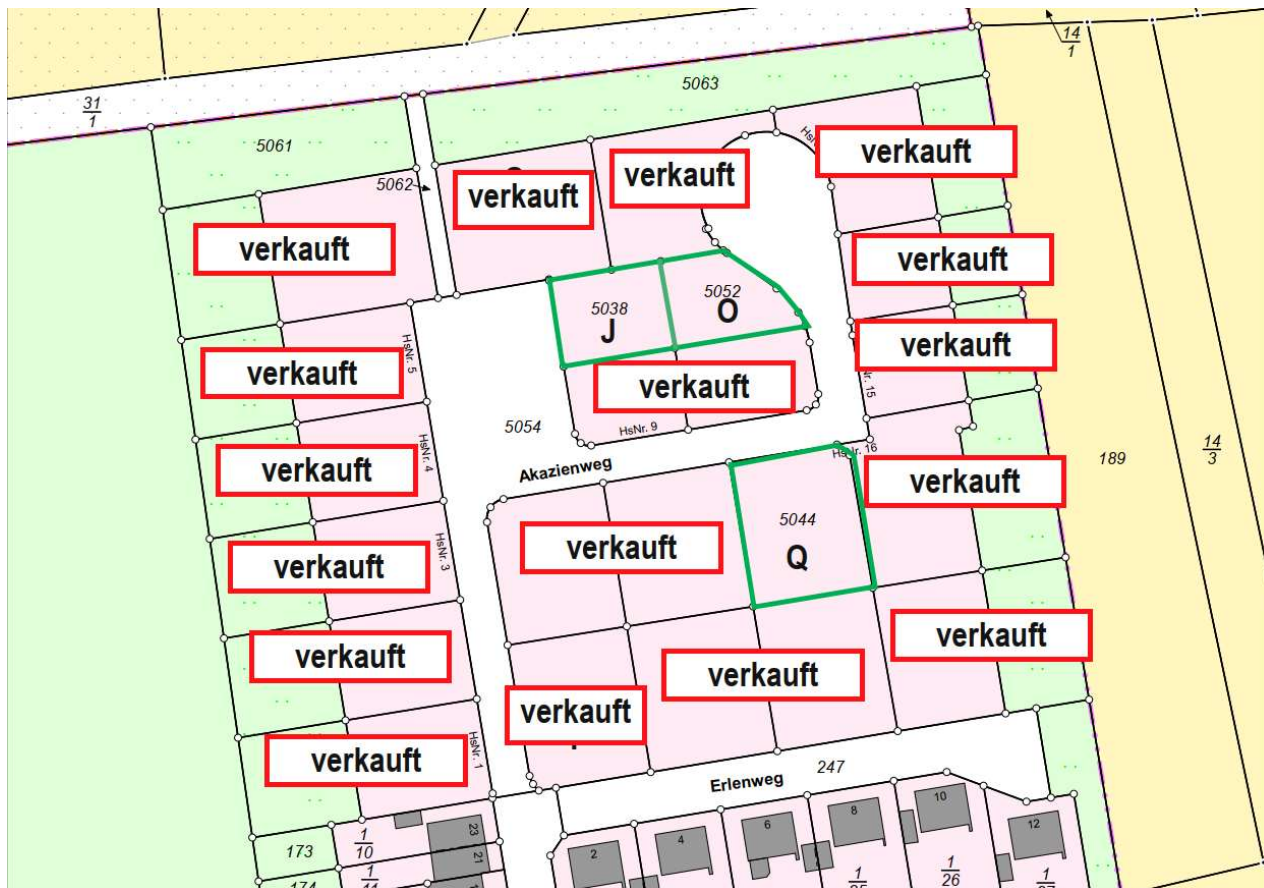 14
1
31
1
5063
5061
5062
HsN
verkauft
verkauft
verkauft
verkauft
verkauft
5038
J
5052
O
verkauft
verkauft
HsNr. 5
verkauft
Nr. 15
5054
HsNr. 9
Akazienweg
HsNr. 4
HsNr. 16
verkauft
verkauft
189
14
3
verkauft
5044
Q
HsNr. 3
verkauft
verkauft
verkauft
verkauft
verkauft
HsNr. 1
verkauft
Erlenweg
247
173
1
10
23
21
2
4
6
8
10
12
174
1
11
1
1
26
1